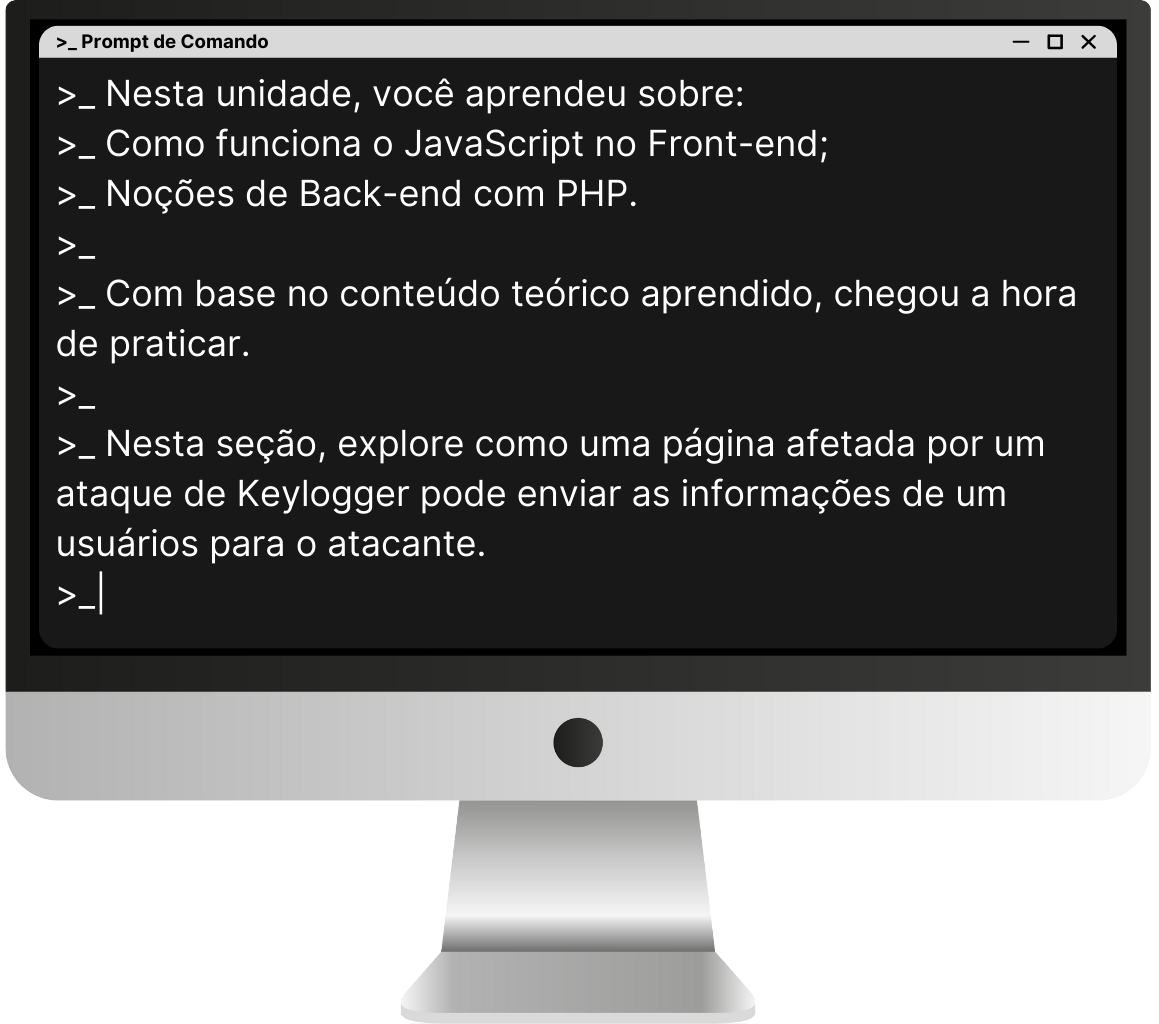 >_ Prompt de Comando
>_ Nesta unidade, você aprendeu sobre:
>_ Como funciona o JavaScript no Front-end;
>_ Noções de Back-end com PHP.
>_
>_ Com base no conteúdo teórico aprendido, chegou a hora
de praticar.
>_
>_ Nesta seção, explore como uma página afetada por um
ataque de Keylogger pode enviar as informações de um
usuários para o atacante.
>_|